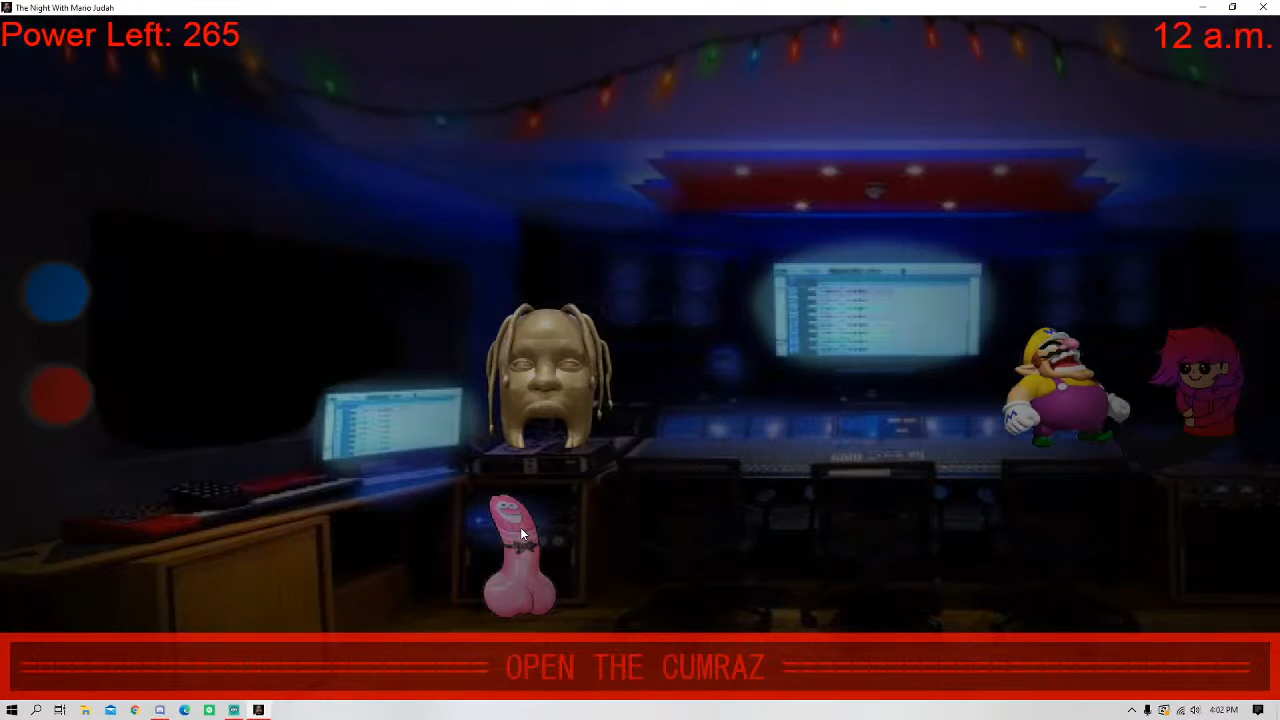 The Night With Mario Judah
Power Left: 265
12 a.m.
OPEN THE CUMRAZ
4:02 PM